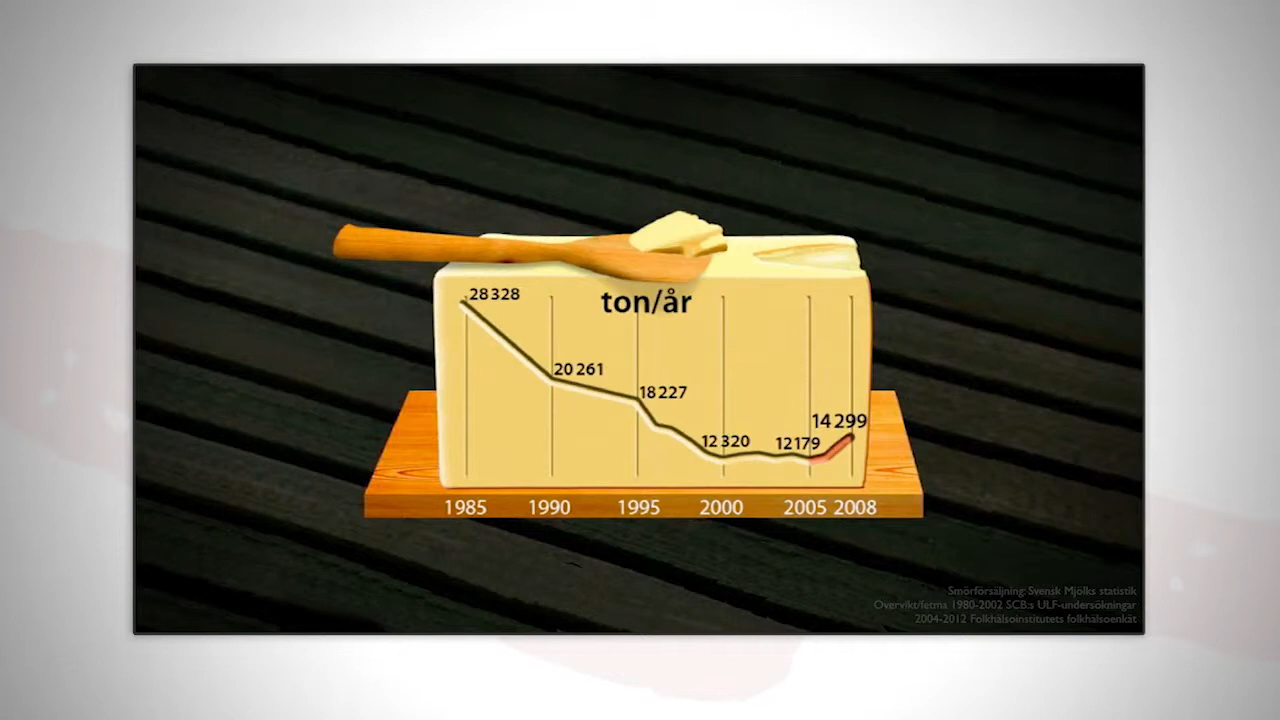 ton/år
28 328
20 261
18 227
12 320
12 179
14 299
1985 1990 1995 2000 2005 2008
Smörförsäljning: Svensk Mjölks statistik
Övervikt/fetma 1980-2002 SCB:s ULF-undersökningar
2004-2012 Folkhälsoinstitutets folkhälsoenkät